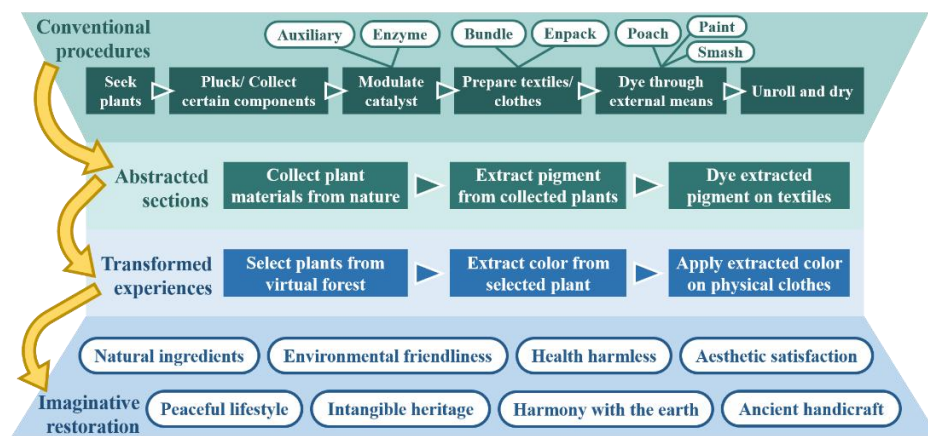 Conventional
procedures
Auxiliary
Enzyme
Bundle
Enpack
Poach
Paint
Smash
Seek
plants
Pluck/ Collect
certain components
Modulate
catalyst
Prepare textiles/
clothes
Dye through
external means
Unroll and dry
Abstracted
sections
Collect plant
materials from nature
Extract pigment
from collected plants
Dye extracted
pigment on textiles
Transformed
experiences
Select plants from
virtual forest
Extract color from
selected plant
Apply extracted color
on physical clothes
Imaginative
restoration
Natural ingredients
Environmental friendliness
Health harmless
Aesthetic satisfaction
Peaceful lifestyle
Intangible heritage
Harmony with the earth
Ancient handicraft